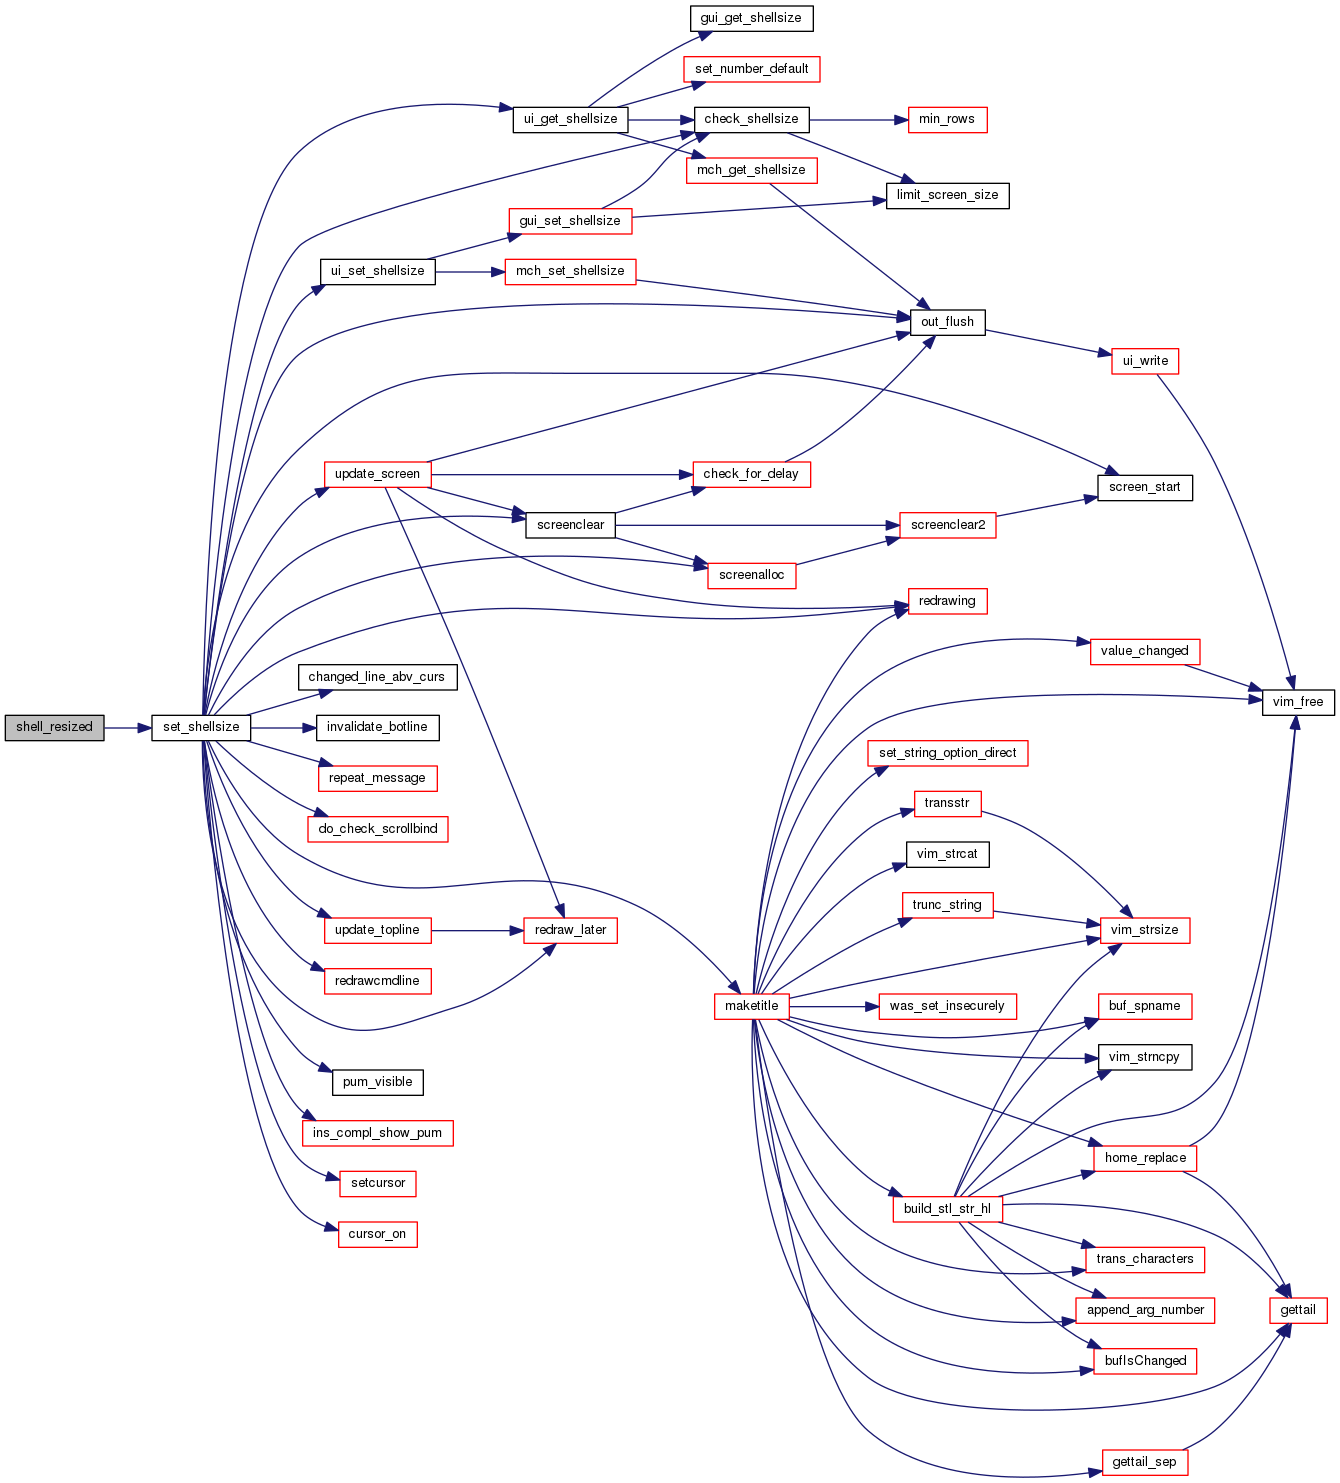 gui_get_shellsize
set_number_default
ui_get_shellsize
check_shellsize
min_rows
mch_get_shellsize
limit_screen_size
gui_set_shellsize
ui_set_shellsize
mch_set_shellsize
out_flush
ui_write
update_screen
check_for_delay
screen_start
screenclear
screenclear2
screenalloc
redrawing
value_changed
changed_line_abv_curs
vim_free
shell_resized
set_shellsize
invalidate_botline
set_string_option_direct
repeat_message
transstr
do_check_scrollbind
vim_strcat
trunc_string
update_topline
redraw_later
vim_strsize
redrawcmdline
maketitle
was_set_insecurely
buf_spname
vim_strncpy
pum_visible
ins_compl_show_pum
home_replace
setcursor
build_stl_str_hl
cursor_on
trans_characters
append_arg_number
gettail
bufIsChanged
gettail_sep